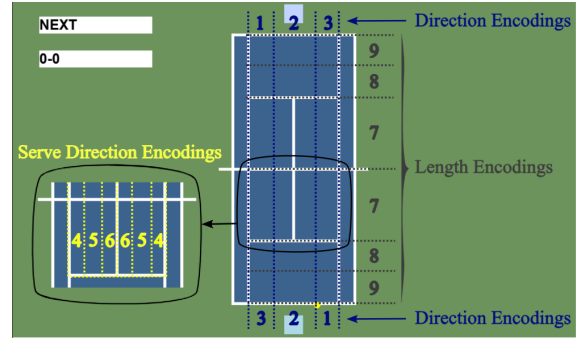 NEXT
0-0
1 2 3
Direction Encodings
9
8
7
Serve Direction Encodings
Length Encodings
4 5 6 6 5 4
7
8
9
3 2 1
Direction Encodings